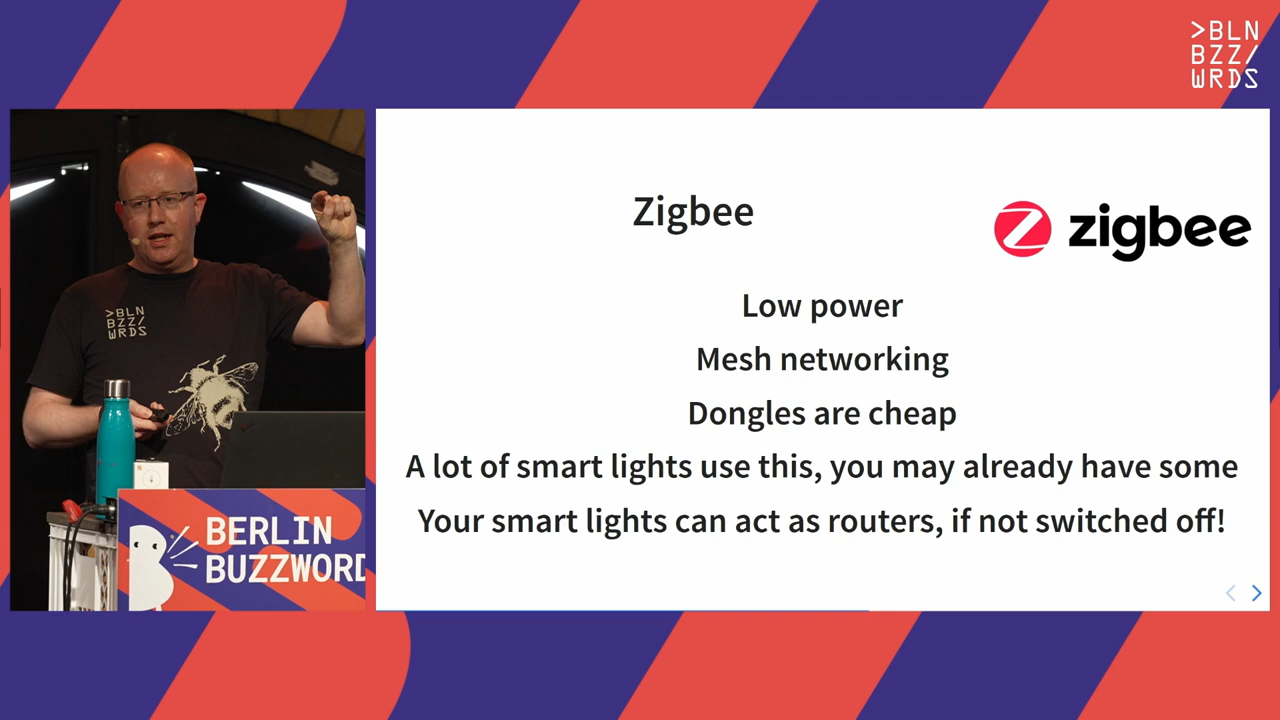 >BLN
BZZ/
WRDS
Zigbee
zigbee
Low power
Mesh networking
Dongles are cheap
A lot of smart lights use this, you may already have some
Your smart lights can act as routers, if not switched off!
>BLN
BZZ/
WRDS
BERLIN
BUZZWORD